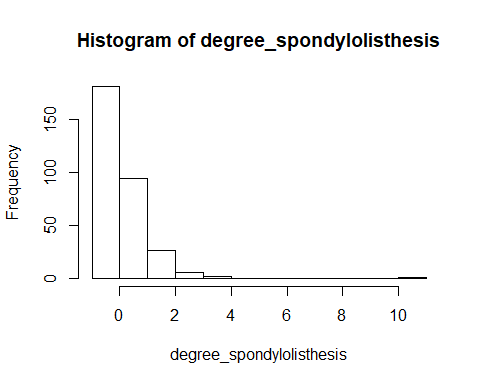 Histogram of degree_spondylolisthesis
Frequency
150
100
50
0
0 2 4 6 8 10
degree_spondylolisthesis